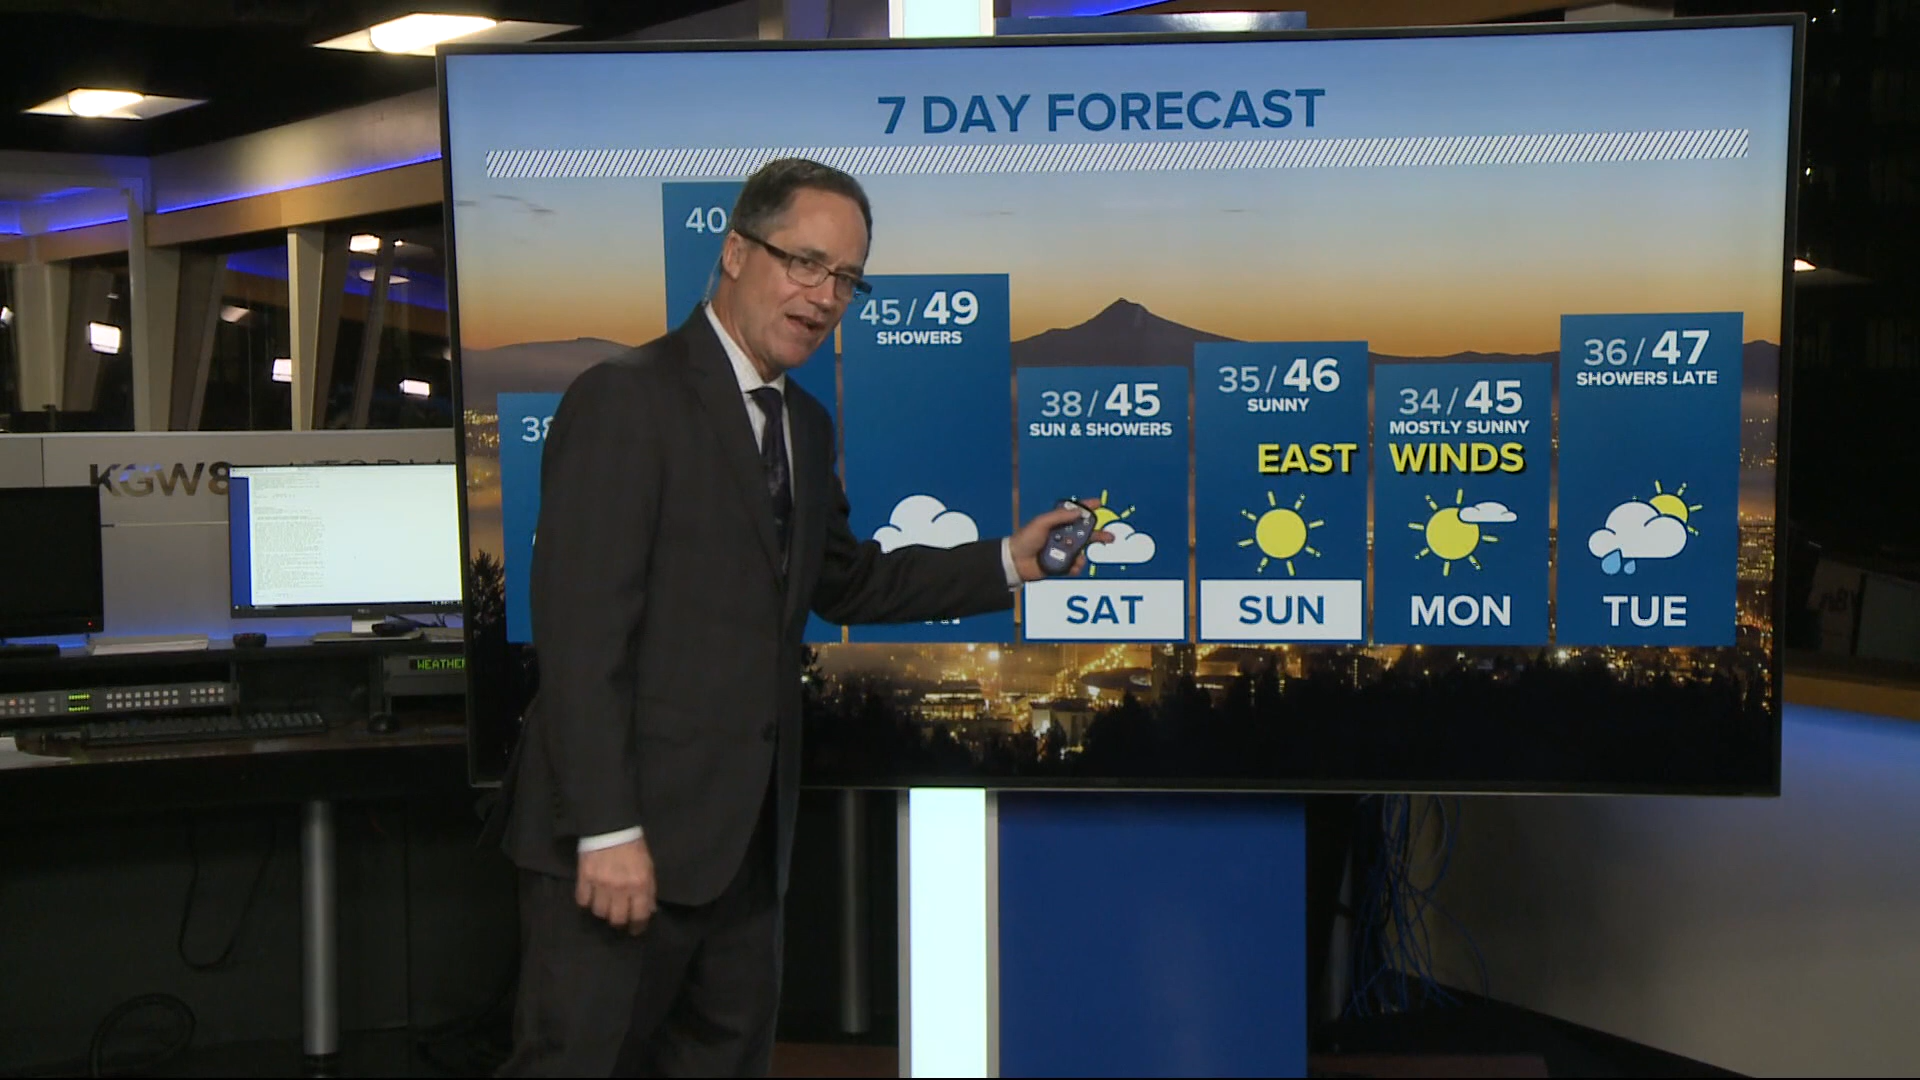 7 DAY FORECAST
40
45/49
SHOWERS
38/45
SUN & SHOWERS
35/46
SUNNY
34/45
MOSTLY SUNNY
36/47
SHOWERS LATE
38
EAST WINDS
SAT
SUN
MON
TUE
KGW8
WEATHER